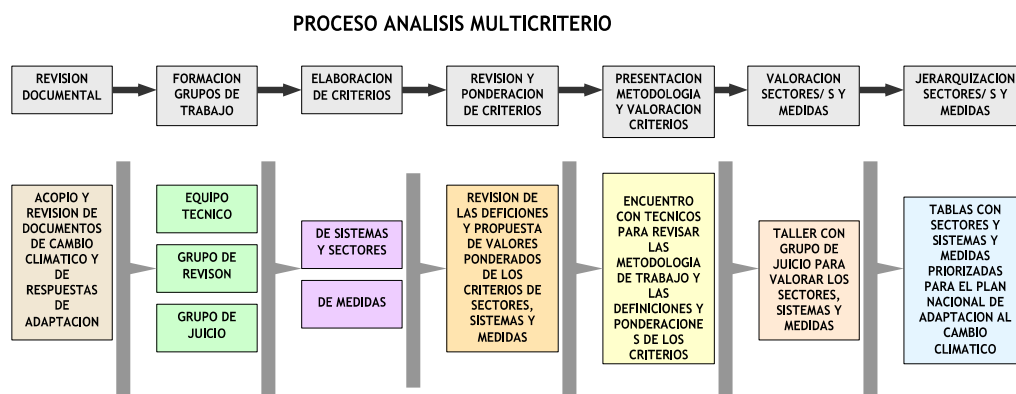 PROCESO ANALISIS MULTICRITERIO
REVISION
DOCUMENTAL
FORMACION
GRUPOS DE
TRABAJO
ELABORACION
DE CRITERIOS
REVISION Y
PONDERACION
DE CRITERIOS
PRESENTACION
METODOLOGIA
Y VALORACION
CRITERIOS
VALORACION
SECTORES/ S Y
MEDIDAS
JERARQUIZACION
SECTORES/ S Y
MEDIDAS
ACOPIO Y
REVISION DE
DOCUMENTOS
DE CAMBIO
CLIMATICO Y
DE
RESPUESTAS
DE
ADAPTACION
EQUIPO
TECNICO
GRUPO DE
REVISON
GRUPO DE
JUICIO
DE SISTEMAS
Y SECTORES
DE MEDIDAS
REVISION DE
LAS DEFICIONES
Y PROPUESTA
DE VALORES
PONDERADOS
DE LOS
CRITERIOS DE
SECTORES,
SISTEMAS Y
MEDIDAS
ENCUENTRO
CON TECNICOS
PARA REVISAR
LAS
METODOLOGIA
DE TRABAJO Y
LAS
DEFINICIONES Y
PONDERACIONE
S DE LOS
CRITERIOS
TALLER CON
GRUPO DE
JUICIO PARA
VALORAR LOS
SECTORES,
SISTEMAS Y
MEDIDAS
TABLAS CON
SECTORES Y
SISTEMAS Y
MEDIDAS
PRIORIZADAS
PARA EL PLAN
NACIONAL DE
ADAPTACION AL
CAMBIO
CLIMATICO